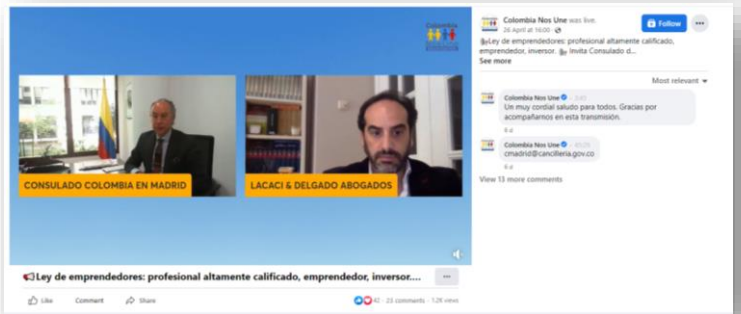 Colombia
CONSULADO COLOMBIA EN MADRID
LACACI & DELGADO ABOGADOS
📢Ley de emprendedores: profesional altamente calificado, emprendedor, inversor....
Like Comment Share
42 · 23 comments · 1.2K views
Colombia Nos Une was live.
26 April at 16:00
Follow
Ley de emprendedores: profesional altamente calificado,
emprendedor, inversor. Invita Consulado d...
See more
Most relevant
Colombia Nos Une
Un muy cordial saludo para todos. Gracias por
acompañarnos en esta transmisión.
Colombia Nos Une
cmadrid@cancilleria.gov.co
View 13 more comments